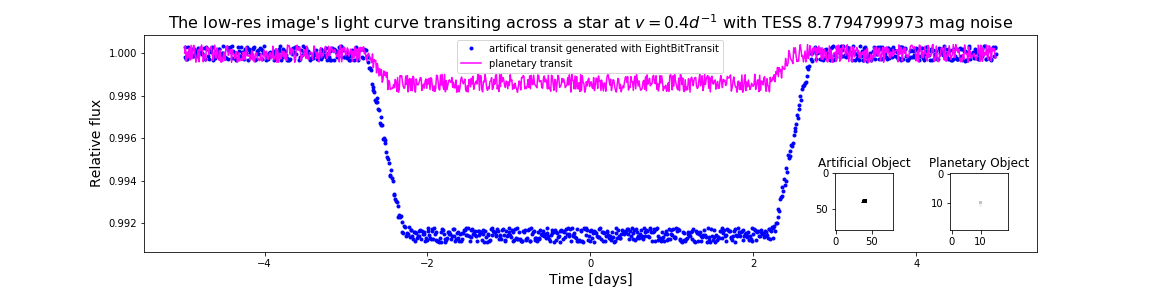 The low-res image's light curve transiting across a star at v = 0.4d⁻¹ with TESS 8.7794799973 mag noise
artifical transit generated with EightBitTransit
planetary transit
Relative flux
1.000
0.998
0.996
0.994
0.992
Artificial Object
0
50
0 50
Planetary Object
0
10
0 10
−4 −2 0 2 4
Time [days]